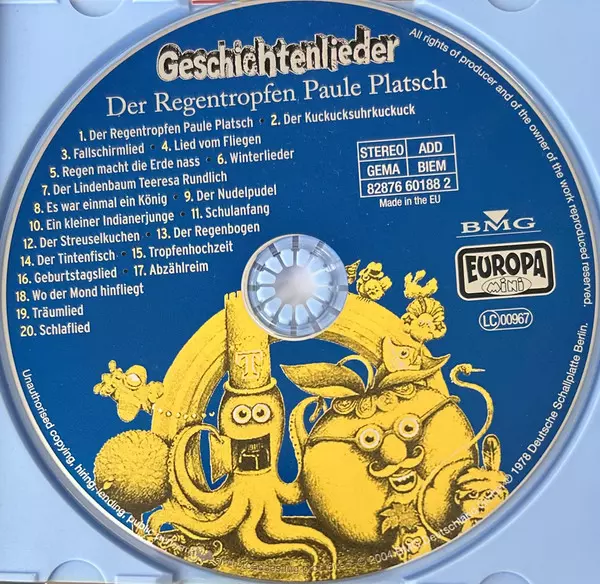 Geschichtenlieder
Der Regentropfen Paule Platsch
1. Der Regentropfen Paule Platsch · 2. Der Kuckucksuhrkuckuck
3. Fallschirmlied · 4. Lied vom Fliegen
5. Regen macht die Erde nass · 6. Winterlieder
7. Der Lindenbaum Teeresa Rundlich
8. Es war einmal ein König · 9. Der Nudelpudel
10. Ein kleiner Indianerjunge · 11. Schulanfang
12. Der Streuselkuchen · 13. Der Regenbogen
14. Der Tintenfisch · 15. Tropfenhochzeit
16. Geburtstagslied · 17. Abzählreim
18. Wo der Mond hinfliegt
19. Träumlied
20. Schlaflied
STEREO ADD
GEMA BIEM
82876 60188 2
Made in the EU
BMG
EUROPA
mini
LC 00967
T
All rights of producer and of the owner of the work reproduced reserved.
Unauthorised copying, hiring, lending, public
℗ 1978 Deutsche Schallplatte Berlin.
© 2004